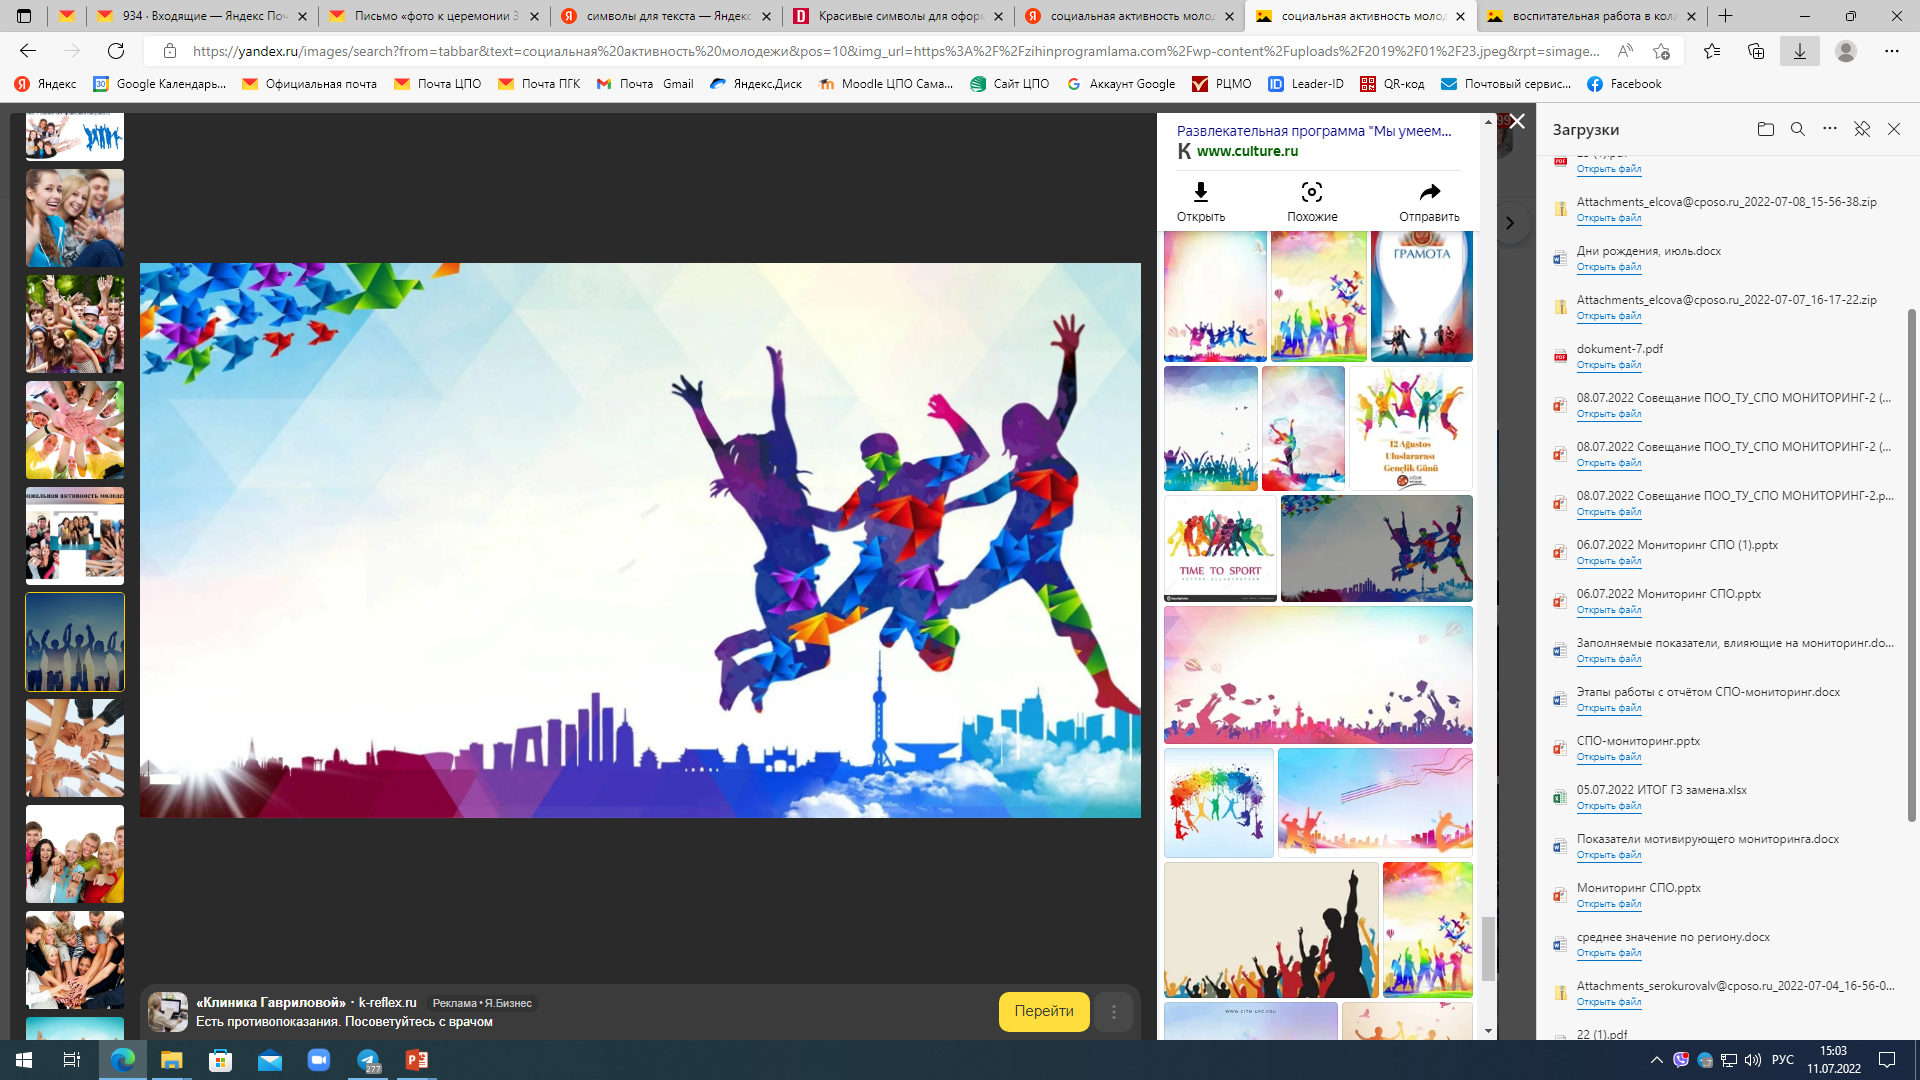 934 · Входящие — Яндекс Поч
Письмо «фото к церемонии З
символы для текста — Яндекс
Красивые символы для оформ
социальная активность молод
социальная активность молод
воспитательная работа в колл
https://yandex.ru/images/search?from=tabbar&text=социальная%20активность%20молодежи&pos=10&img_url=https%3A%2F%2Fzihinprogramlama.com%2Fwp-content%2Fuploads%2F2019%2F01%2F23.jpeg&rpt=simage...
Яндекс
Google Календарь...
Официальная почта
Почта ЦПО
Почта ПГК
Почта Gmail
Яндекс.Диск
Moodle ЦПО Сама...
Сайт ЦПО
Аккаунт Google
РЦМО
Leader-ID
QR-код
Почтовый сервис...
Facebook
Развлекательная программа "Мы умеем...
K www.culture.ru
Открыть
Похожие
Отправить
ГРАМОТА
12 Ağustos
Uluslararası
Gençlik Günü
TIME TO SPORT
VECTOR ILLUSTRATION
WWW.CITM.UPC.EDU
«Клиника Гавриловой» · k-reflex.ru Реклама • Я.Бизнес
Есть противопоказания. Посоветуйтесь с врачом
Перейти
Загрузки
Открыть файл
Attachments_elcova@cposo.ru_2022-07-08_15-56-38.zip
Открыть файл
Дни рождения, июль.docx
Открыть файл
Attachments_elcova@cposo.ru_2022-07-07_16-17-22.zip
Открыть файл
dokument-7.pdf
Открыть файл
08.07.2022 Совещание ПОО_ТУ_СПО МОНИТОРИНГ-2 (...
Открыть файл
08.07.2022 Совещание ПОО_ТУ_СПО МОНИТОРИНГ-2 (...
Открыть файл
08.07.2022 Совещание ПОО_ТУ_СПО МОНИТОРИНГ-2.p...
Открыть файл
06.07.2022 Мониторинг СПО (1).pptx
Открыть файл
06.07.2022 Мониторинг СПО.pptx
Открыть файл
Заполняемые показатели, влияющие на мониторинг.do...
Открыть файл
Этапы работы с отчётом СПО-мониторинг.docx
Открыть файл
СПО-мониторинг.pptx
Открыть файл
05.07.2022 ИТОГ ГЗ замена.xlsx
Открыть файл
Показатели мотивирующего мониторинга.docx
Открыть файл
Мониторинг СПО.pptx
Открыть файл
среднее значение по региону.docx
Открыть файл
Attachments_serokurovalv@cposo.ru_2022-07-04_16-56-0...
Открыть файл
22 (1).pdf
277
РУС
15:03
11.07.2022